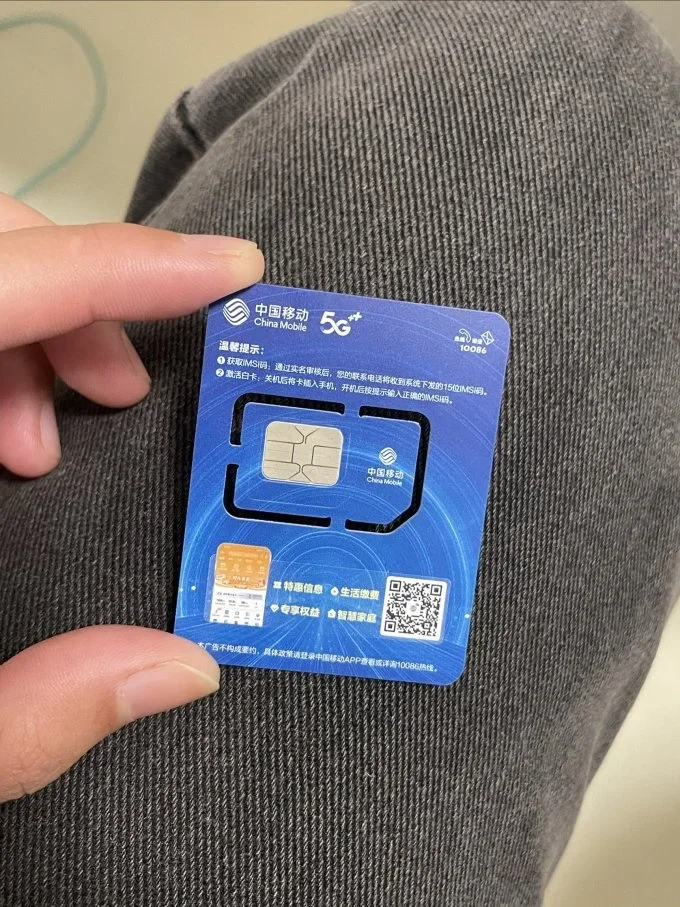 中国移动
China Mobile
5G++
10086
温馨提示：
① 获取IMSI码：通过实名审核后，您的联系电话将收到系统下发的15位IMSI码。
② 激活白卡：关机后将卡插入手机，开机后按提示输入正确的IMSI码。
中国移动
China Mobile
特惠信息 生活缴费
专享权益 智慧家庭
本广告不构成要约，具体政策请登录中国移动APP查看或详询10086热线。